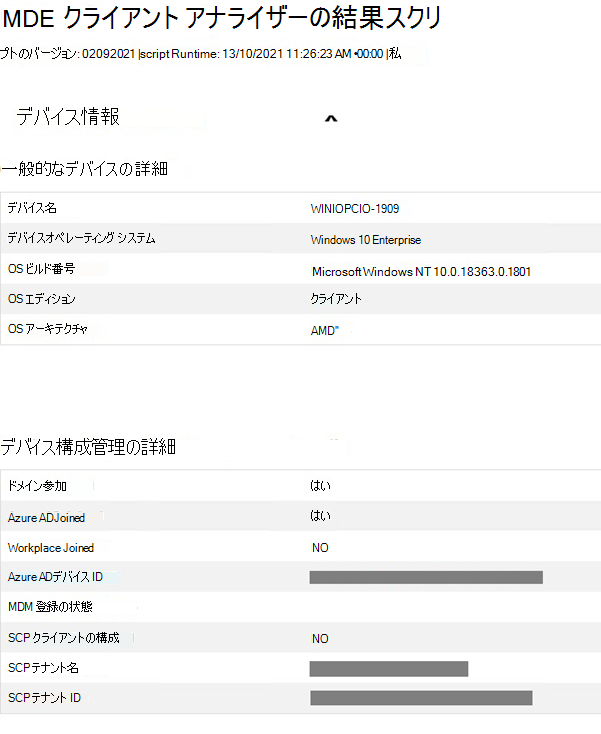 MDE クライアント アナライザーの結果スクリ
プトのバージョン: 02092021 |script Runtime: 13/10/2021 11:26:23 AM •00:00 |私
デバイス情報
一般的なデバイスの詳細
デバイス名 WINIOPCIO-1909
デバイスオペレーティング システム Windows 10 Enterprise
OS ビルド番号 Microsoft Windows NT 10.0.18363.0.1801
OS エディション クライアント
OS アーキテクチャ AMD"
デバイス構成管理の詳細
ドメイン参加 はい
Azure ADJoined はい
Workplace Joined NO
Azure ADデバイス ID
MDM 登録の状態
SCP クライアントの構成 NO
SCP テナント名
SCP テナント ID